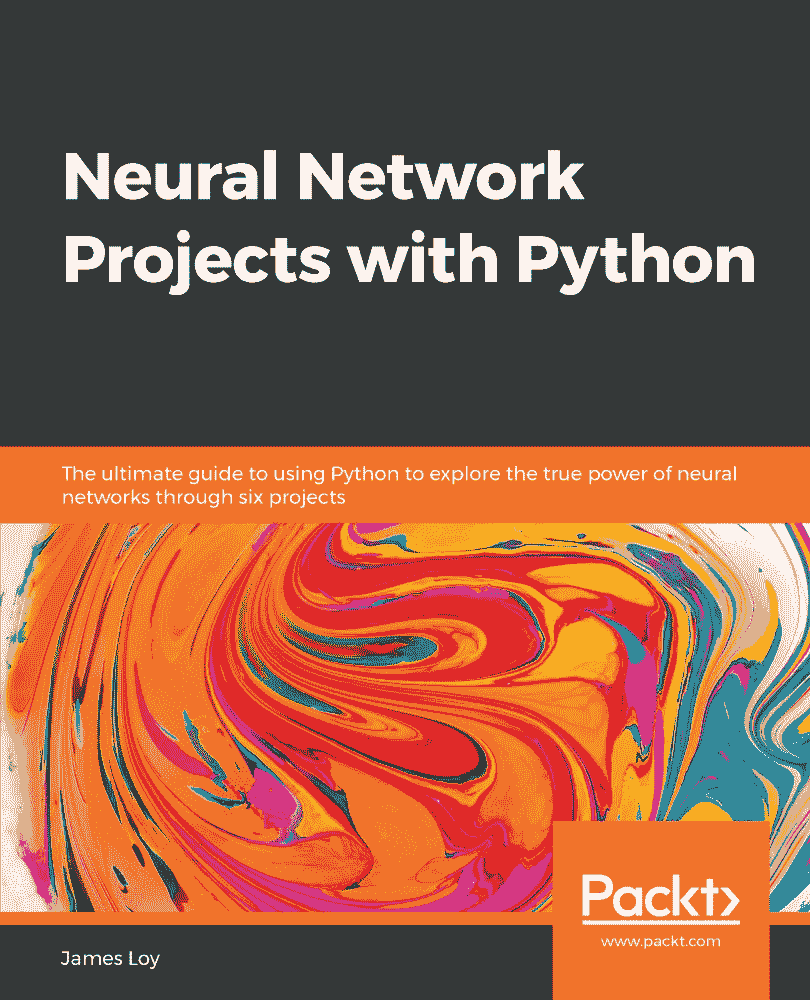 Neural Network
Projects with Python
The ultimate guide to using Python to explore the true power of neural
networks through six projects
Packt>
www.packt.com
James Loy